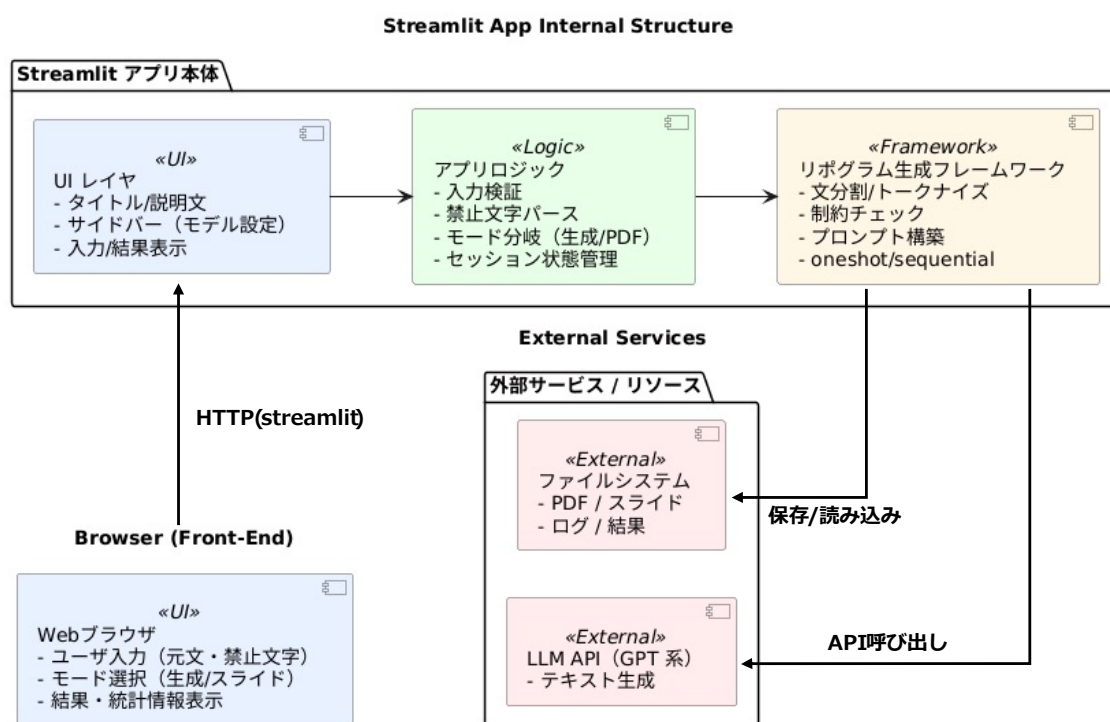 Streamlit App Internal Structure
Streamlit アプリ本体
«UI»
UI レイヤ
- タイトル/説明文
- サイドバー（モデル設定）
- 入力/結果表示
«Logic»
アプリロジック
- 入力検証
- 禁止文字パース
- モード分岐（生成/PDF）
- セッション状態管理
«Framework»
リポグラム生成フレームワーク
- 文分割/トークナイズ
- 制約チェック
- プロンプト構築
- oneshot/sequential
External Services
外部サービス / リソース
HTTP(streamlit)
«External»
ファイルシステム
- PDF / スライド
- ログ / 結果
保存/読み込み
Browser (Front-End)
«UI»
Webブラウザ
- ユーザ入力（元文・禁止文字）
- モード選択（生成/スライド）
- 結果・統計情報表示
«External»
LLM API（GPT 系）
- テキスト生成
API呼び出し